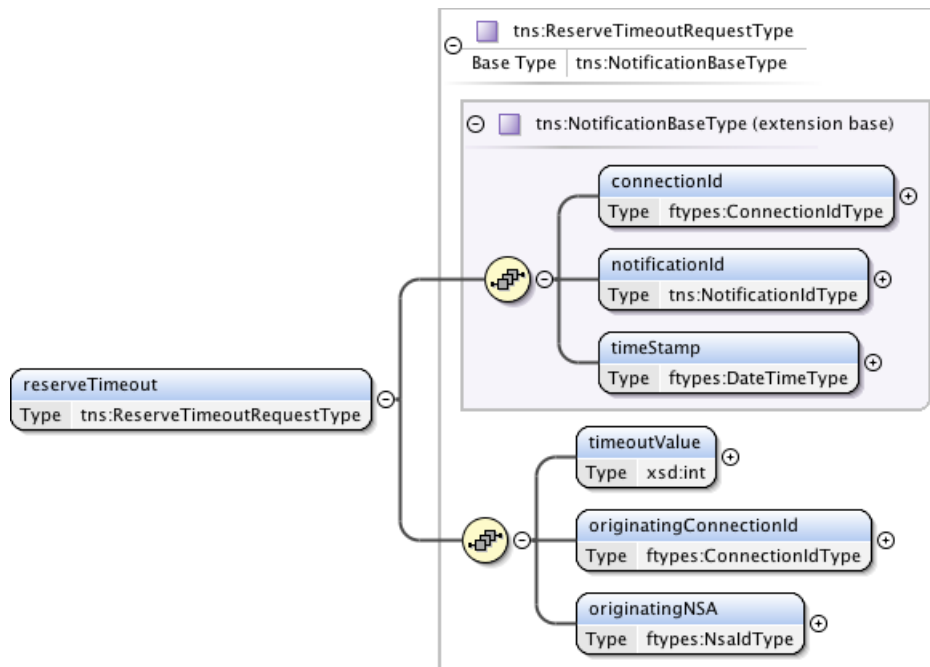 tns:ReserveTimeoutRequestType
Base Type tns:NotificationBaseType
tns:NotificationBaseType (extension base)
connectionId
Type ftypes:ConnectionIdType
notificationId
Type tns:NotificationIdType
timeStamp
Type ftypes:DateTimeType
reserveTimeout
Type tns:ReserveTimeoutRequestType
timeoutValue
Type xsd:int
originatingConnectionId
Type ftypes:ConnectionIdType
originatingNSA
Type ftypes:NsaIdType